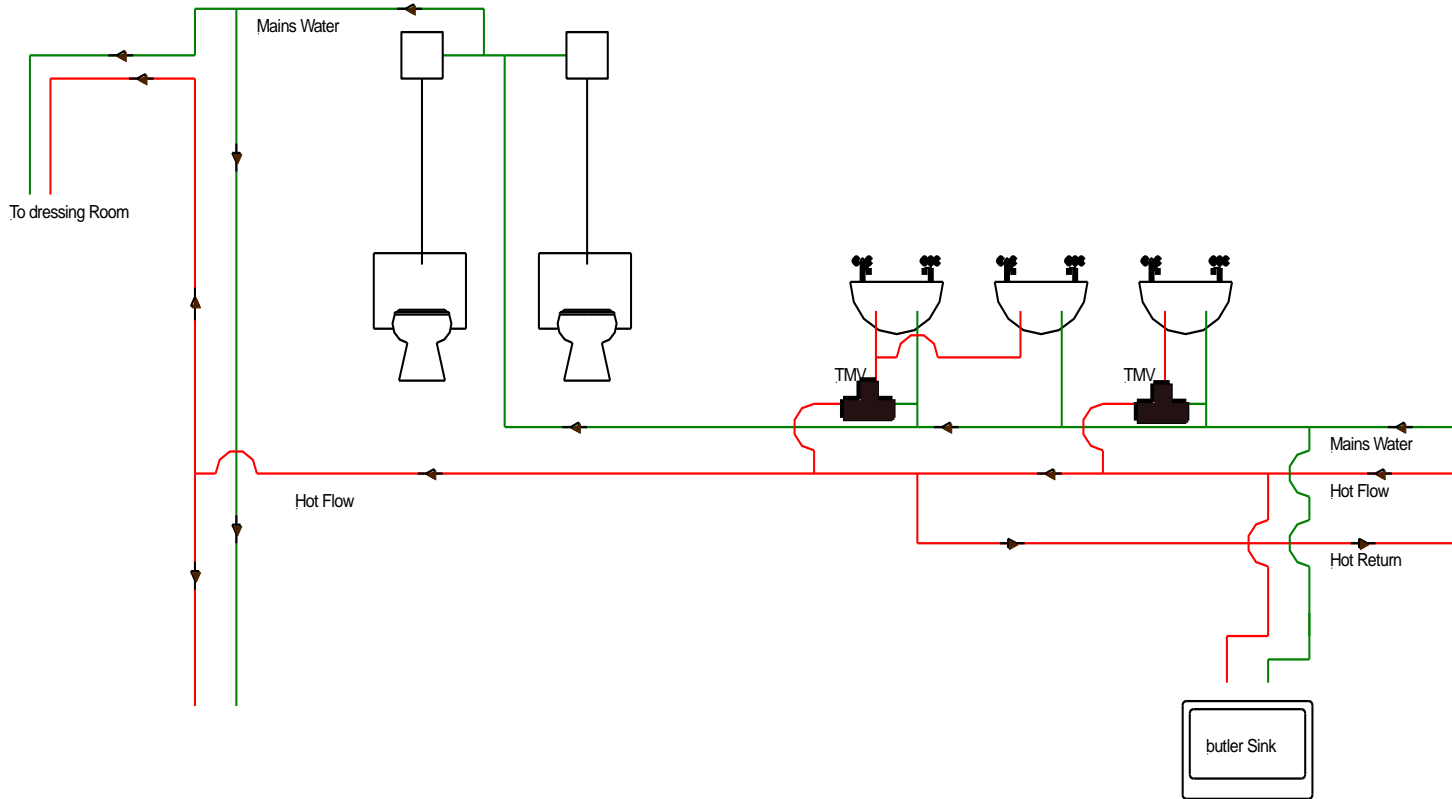 Mains Water
To dressing Room
TMV
TMV
Mains Water
Hot Flow
Hot Flow
Hot Return
butler Sink